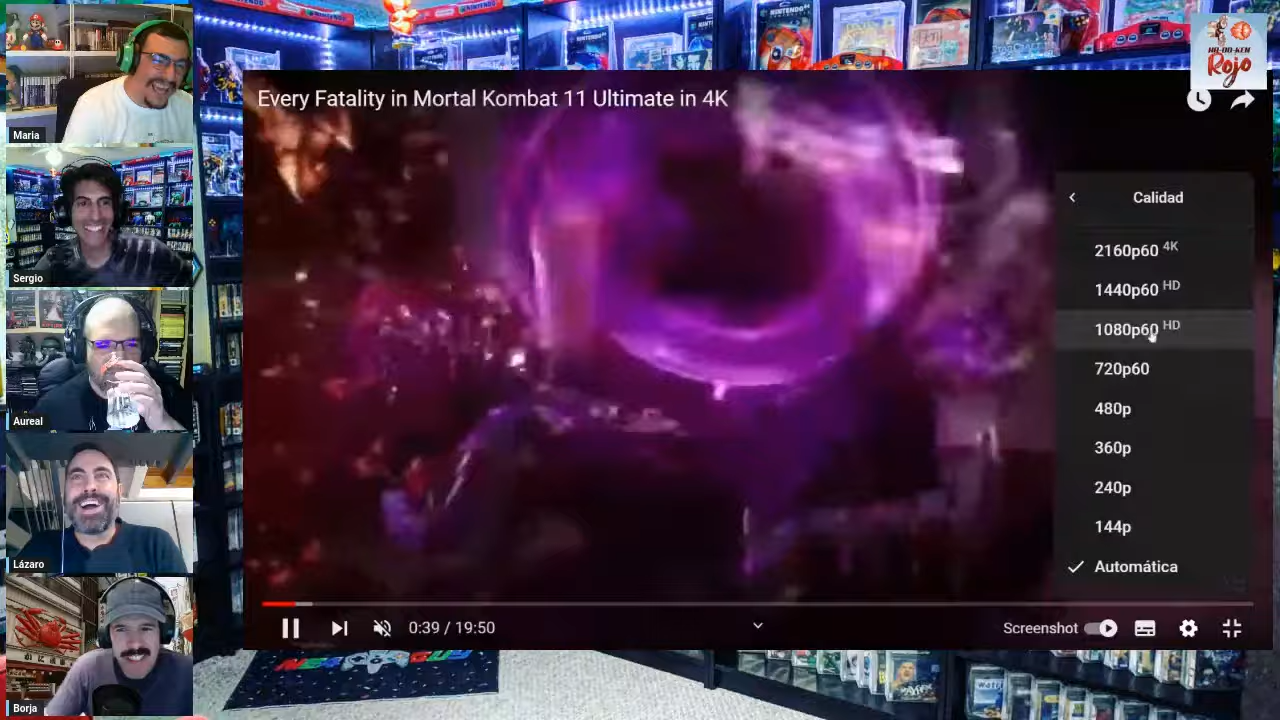 HA-DO-KEN
Rojo
Every Fatality in Mortal Kombat 11 Ultimate in 4K
Maria
Sergio
Aureal
Lázaro
Borja
Calidad
2160p60 4K
1440p60 HD
1080p60 HD
720p60
480p
360p
240p
144p
Automática
0:39 / 19:50
Screenshot